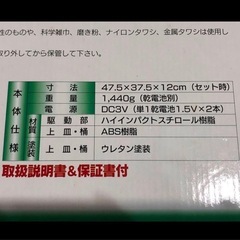 性のものや、科学雑巾、磨き粉、ナイロンタワシ、金属タワシは使用し
取り外してから保管して下さい。
本体仕様
寸法 47.5×37.5×12cm（セット時）
重量 1,440g（乾電池別）
電源 DC3V（単1乾電池1.5V×2本）
材質 駆動部 ハイインパクトスチロール樹脂
上皿・桶 ABS樹脂
塗装 上皿・桶 ウレタン塗装
取扱説明書&保証書付